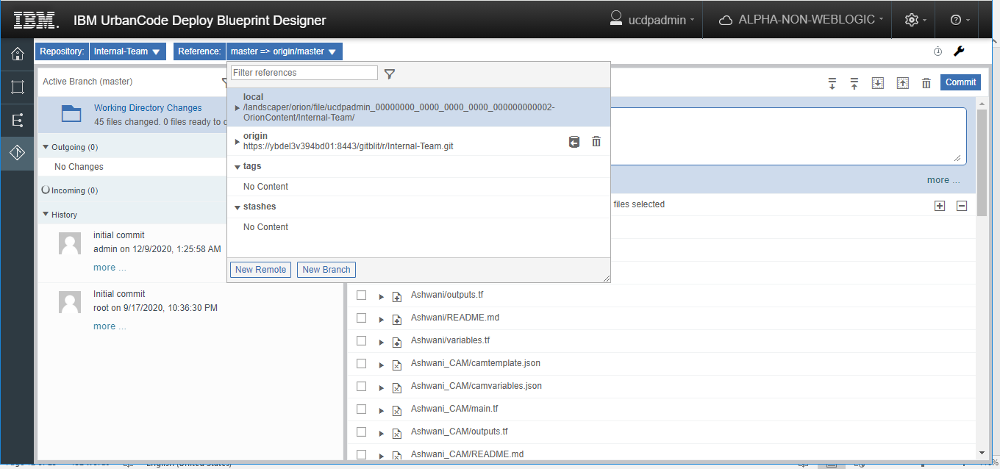 IBM. IBM UrbanCode Deploy Blueprint Designer
ucdpadmin
ALPHA-NON-WEBLOGIC
Repository: Internal-Team
Reference: master => origin/master
Active Branch (master)
Commit
Working Directory Changes
45 files changed. 0 files ready to c
Outgoing (0)
No Changes
Incoming (0)
History
initial commit
admin on 12/9/2020, 1:25:58 AM
more ...
Initial commit
root on 9/17/2020, 10:36:30 PM
more ...
Filter references
local
/landscaper/orion/file/ucdpadmin_00000000_0000_0000_0000_000000000002-
OrionContent/Internal-Team/
origin
https://ybdel3v394bd01:8443/gitblit/r/Internal-Team.git
tags
No Content
stashes
No Content
New Remote
New Branch
more ...
files selected
Ashwani/outputs.tf
Ashwani/README.md
Ashwani/variables.tf
Ashwani_CAM/camtemplate.json
Ashwani_CAM/camvariables.json
Ashwani_CAM/main.tf
Ashwani_CAM/outputs.tf
Ashwani_CAM/README.md
English (United States)